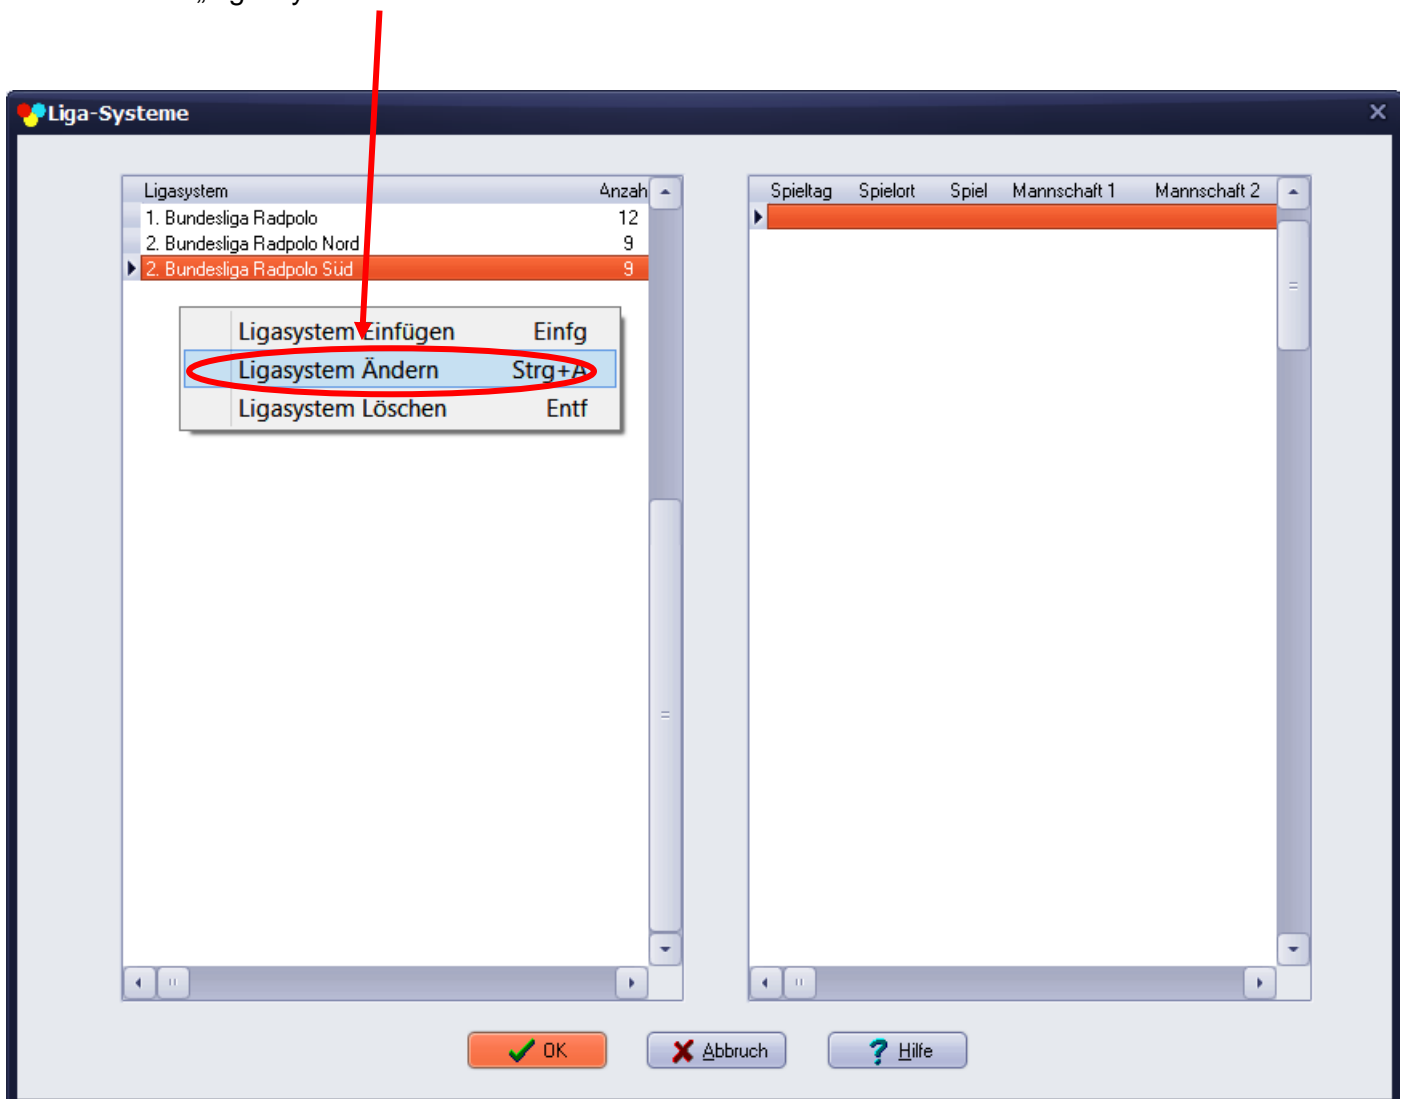 Liga-Systeme
Ligasystem Anzah
1. Bundesliga Radpolo 12
2. Bundesliga Radpolo Nord 9
2. Bundesliga Radpolo Süd 9
Ligasystem Einfügen Einfg
Ligasystem Ändern Strg+A
Ligasystem Löschen Entf
Spieltag Spielort Spiel Mannschaft 1 Mannschaft 2
OK Abbruch Hilfe